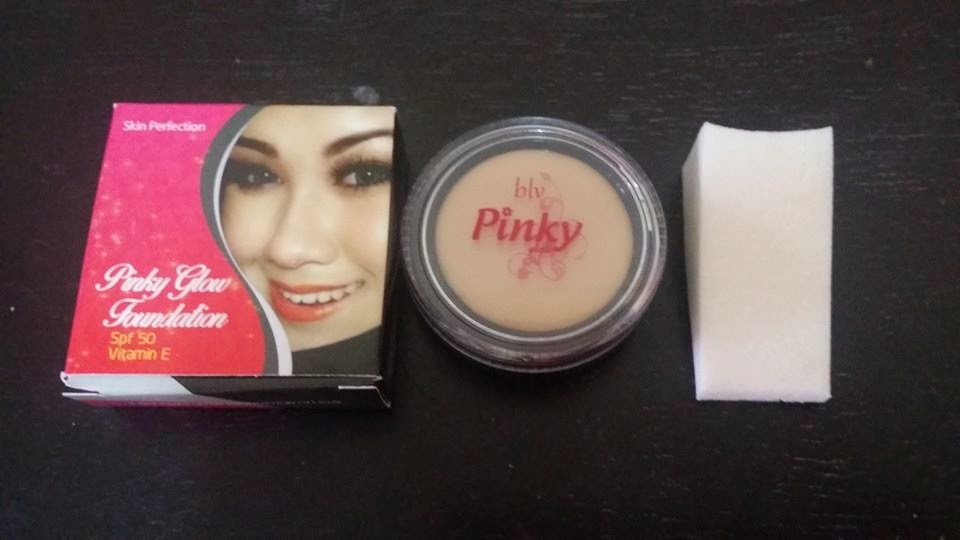 Skin Perfection
Pinky Glow
Foundation
Spf 50
Vitamin E
blv
Pinky